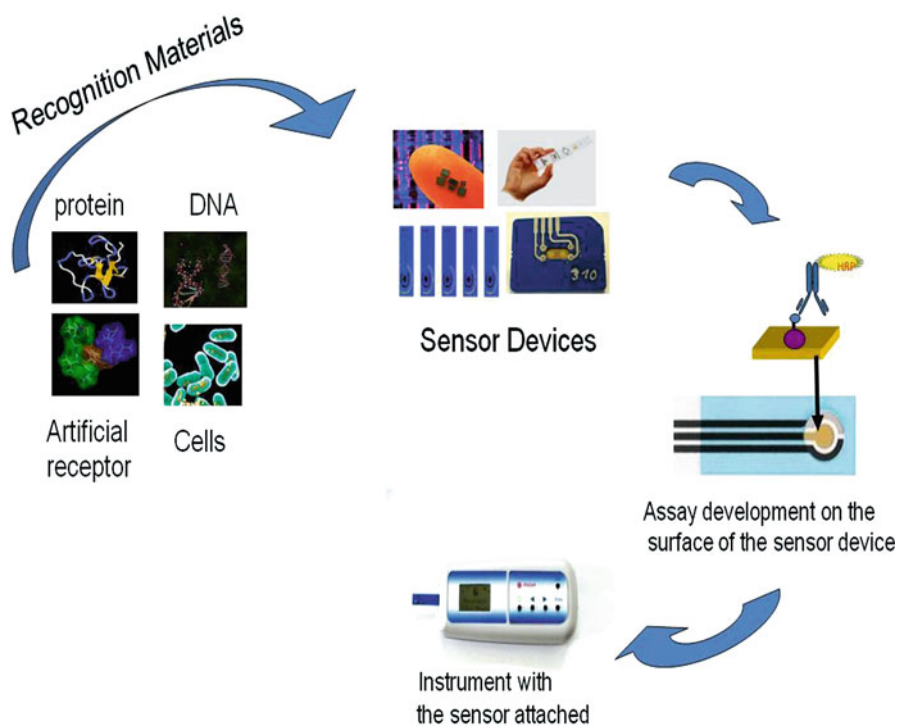 Recognition Materials
protein DNA
Artificial
receptor
Cells
Sensor Devices
310
HRP
Assay development on the
surface of the sensor device
Instrument with
the sensor attached